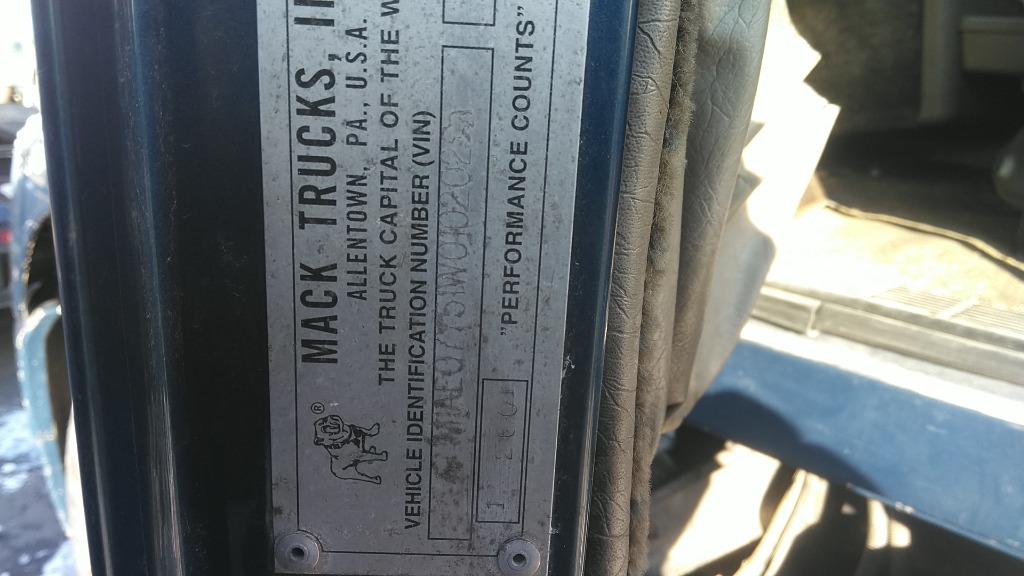 MACK TRUCKS, I
ALLENTOWN, PA., U.S.A.
THE TRUCK CAPITAL OF THE W
VEHICLE IDENTIFICATION NUMBER (VIN)
"PERFORMANCE COUNTS"
®